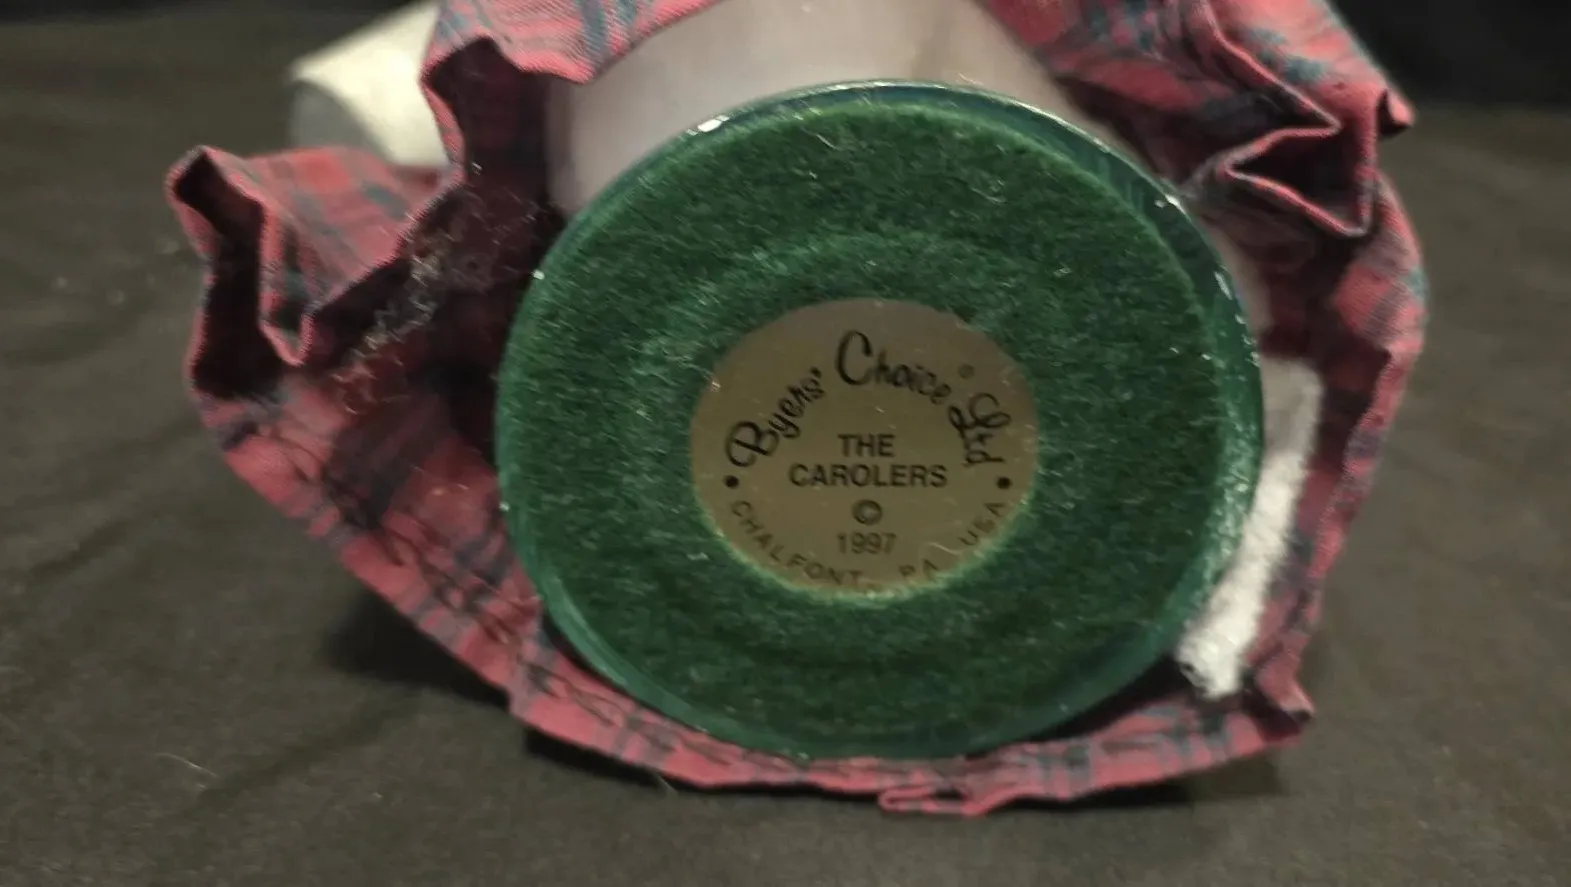 Byers' Choice® Ltd
THE
CAROLERS
©
1997
• CHALFONT, PA USA •